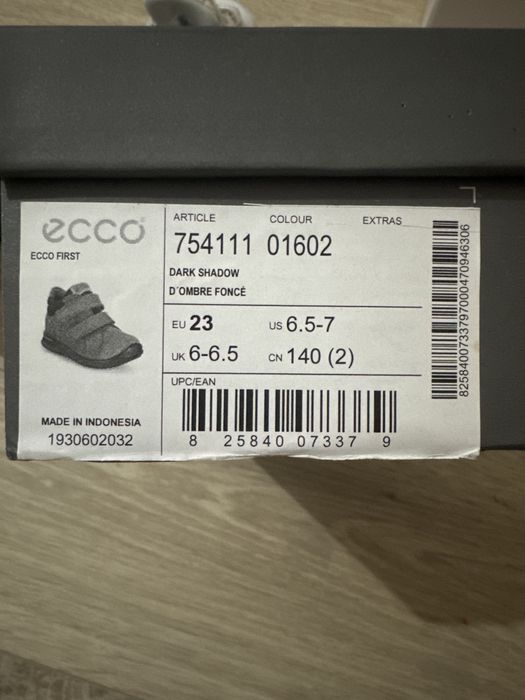 ecco
ECCO FIRST
MADE IN INDONESIA
1930602032
ARTICLE COLOUR EXTRAS
754111 01602
DARK SHADOW
D'OMBRE FONCÉ
EU 23 US 6.5-7
UK 6-6.5 CN 140 (2)
UPC/EAN
8 25840 07337 9
82584007337970000470946306